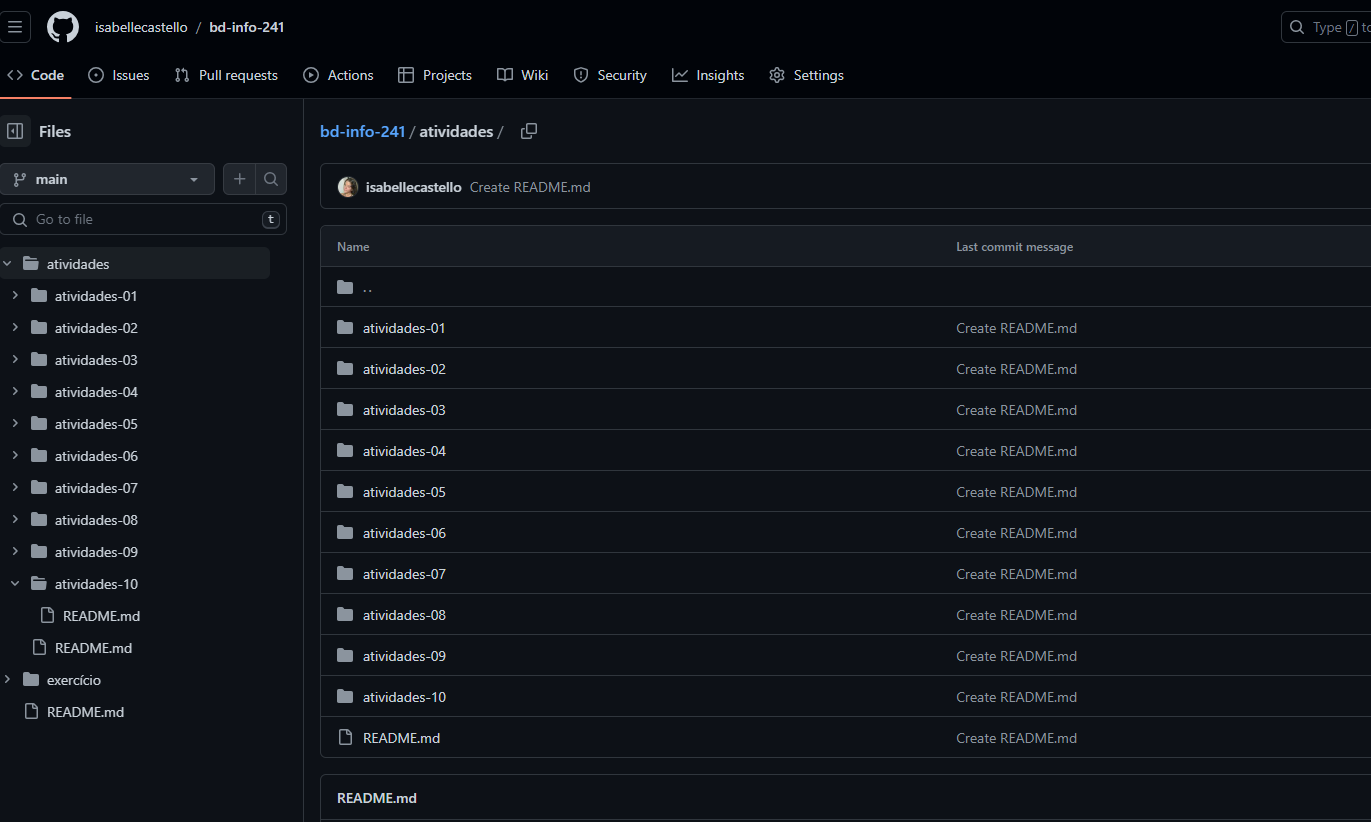 isabellecastello / bd-info-241
Type / to
Code Issues Pull requests Actions Projects Wiki Security Insights Settings
Files
main
Go to file t
atividades
atividades-01
atividades-02
atividades-03
atividades-04
atividades-05
atividades-06
atividades-07
atividades-08
atividades-09
atividades-10
README.md
README.md
exercício
README.md
bd-info-241 / atividades /
isabellecastello Create README.md
Name Last commit message
..
atividades-01 Create README.md
atividades-02 Create README.md
atividades-03 Create README.md
atividades-04 Create README.md
atividades-05 Create README.md
atividades-06 Create README.md
atividades-07 Create README.md
atividades-08 Create README.md
atividades-09 Create README.md
atividades-10 Create README.md
README.md Create README.md
README.md